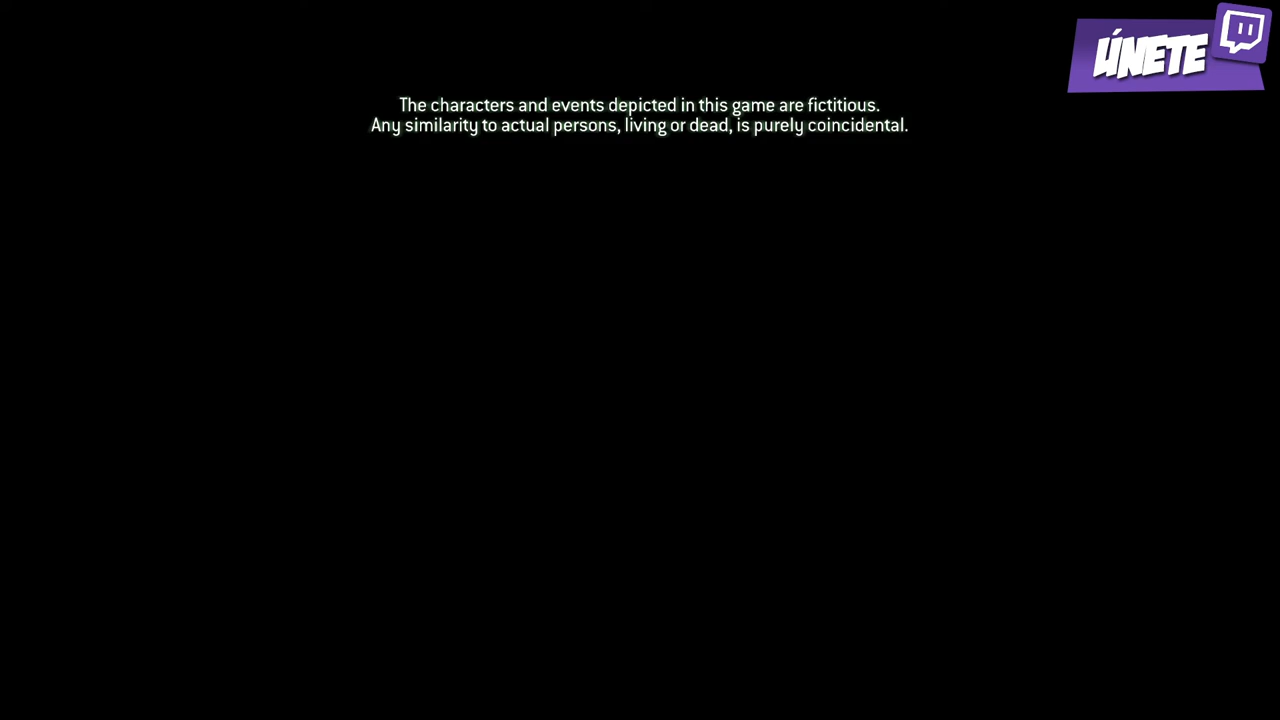 ÚNETE
The characters and events depicted in this game are fictitious.
Any similarity to actual persons, living or dead, is purely coincidental.